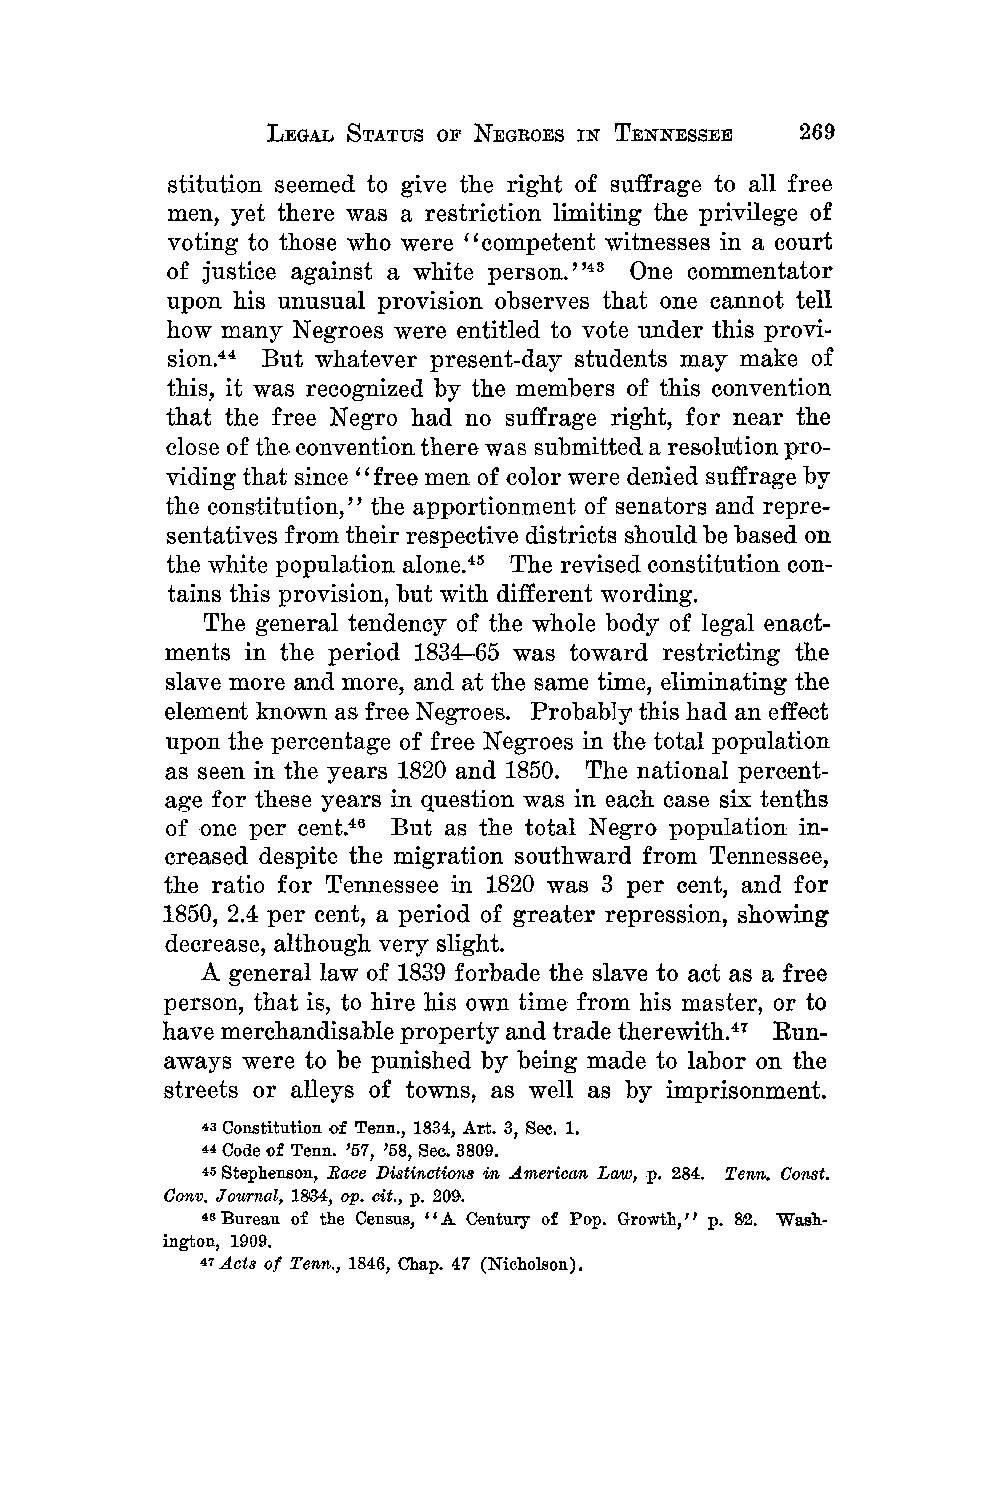 LEGAL STATUS OF NEGROES IN TENNESSEE 269
stitution seemed to give the right of suffrage to all free
men, yet there was a restriction limiting the privilege of
voting to those who were ‘‘competent witnesses in a court
of justice against a white person.’’⁴³ One commentator
upon his unusual provision observes that one cannot tell
how many Negroes were entitled to vote under this provi-
sion.⁴⁴ But whatever present-day students may make of
this, it was recognized by the members of this convention
that the free Negro had no suffrage right, for near the
close of the convention there was submitted a resolution pro-
viding that since ‘‘free men of color were denied suffrage by
the constitution,’’ the apportionment of senators and repre-
sentatives from their respective districts should be based on
the white population alone.⁴⁵ The revised constitution con-
tains this provision, but with different wording.
The general tendency of the whole body of legal enact-
ments in the period 1834–65 was toward restricting the
slave more and more, and at the same time, eliminating the
element known as free Negroes. Probably this had an effect
upon the percentage of free Negroes in the total population
as seen in the years 1820 and 1850. The national percent-
age for these years in question was in each case six tenths
of one per cent.⁴⁶ But as the total Negro population in-
creased despite the migration southward from Tennessee,
the ratio for Tennessee in 1820 was 3 per cent, and for
1850, 2.4 per cent, a period of greater repression, showing
decrease, although very slight.
A general law of 1839 forbade the slave to act as a free
person, that is, to hire his own time from his master, or to
have merchandisable property and trade therewith.⁴⁷ Run-
aways were to be punished by being made to labor on the
streets or alleys of towns, as well as by imprisonment.
⁴³ Constitution of Tenn., 1834, Art. 3, Sec. 1.
⁴⁴ Code of Tenn. ’57, ’58, Sec. 3809.
⁴⁵ Stephenson, Race Distinctions in American Law, p. 284. Tenn. Const.
Conv. Journal, 1834, op. cit., p. 209.
⁴⁶ Bureau of the Census, ‘‘A Century of Pop. Growth,’’ p. 82. Wash-
ington, 1909.
⁴⁷ Acts of Tenn., 1846, Chap. 47 (Nicholson).